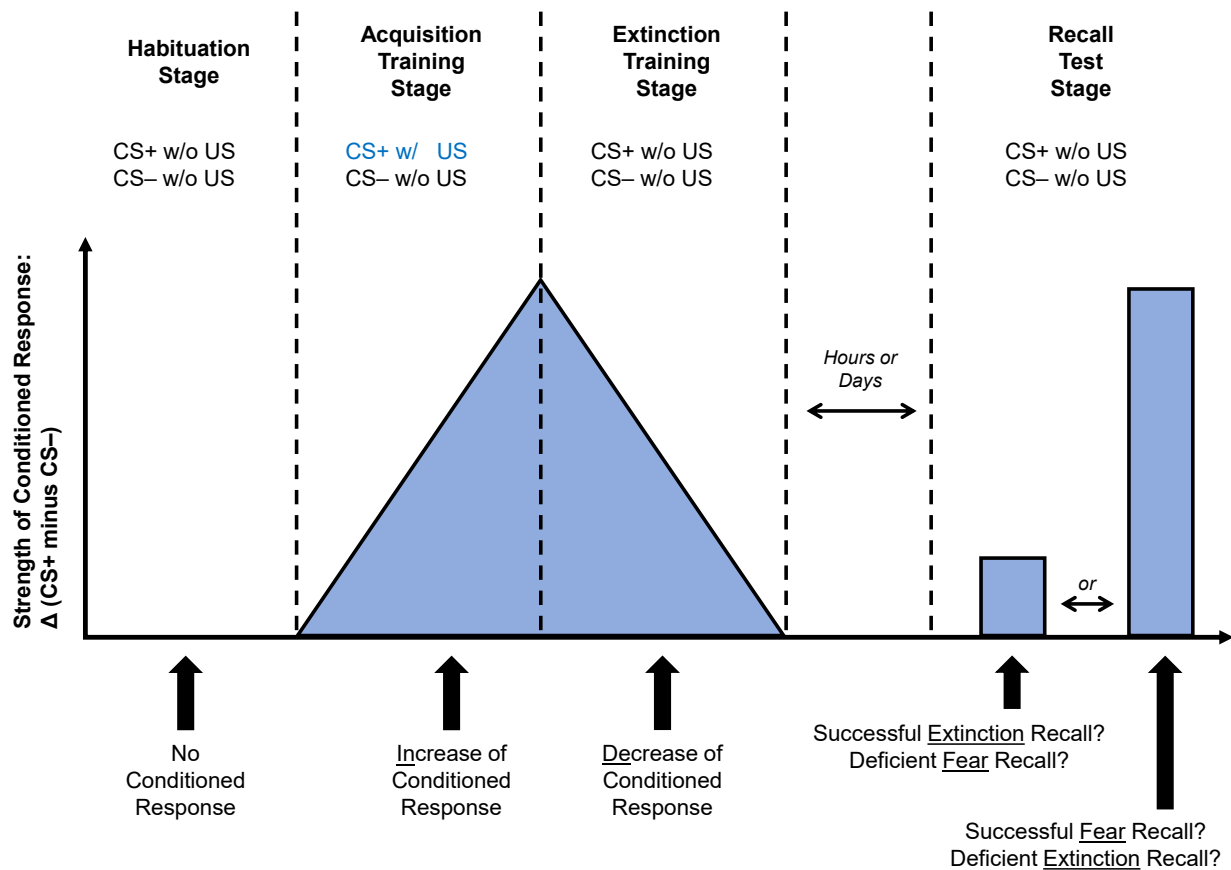 Habituation
Stage
Acquisition
Training
Stage
Extinction
Training
Stage
Recall
Test
Stage
CS+ w/o US
CS– w/o US
CS+ w/ US
CS– w/o US
CS+ w/o US
CS– w/o US
CS+ w/o US
CS– w/o US
Strength of Conditioned Response:
Δ (CS+ minus CS–)
Hours or
Days
or
No
Conditioned
Response
Increase of
Conditioned
Response
Decrease of
Conditioned
Response
Successful Extinction Recall?
Deficient Fear Recall?
Successful Fear Recall?
Deficient Extinction Recall?